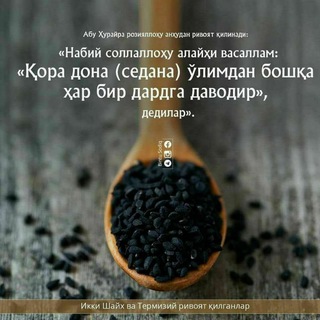 Абу Ҳурайра розияллоҳу анҳудан ривоят қилинади:
«Набий соллаллоҳу алайҳи васаллам:
«Қора дона (седана) ўлимдан бошқа
ҳар бир дардга даводир»,
дедилар».
Икки Шайх ва Термизий ривоят қилганлар